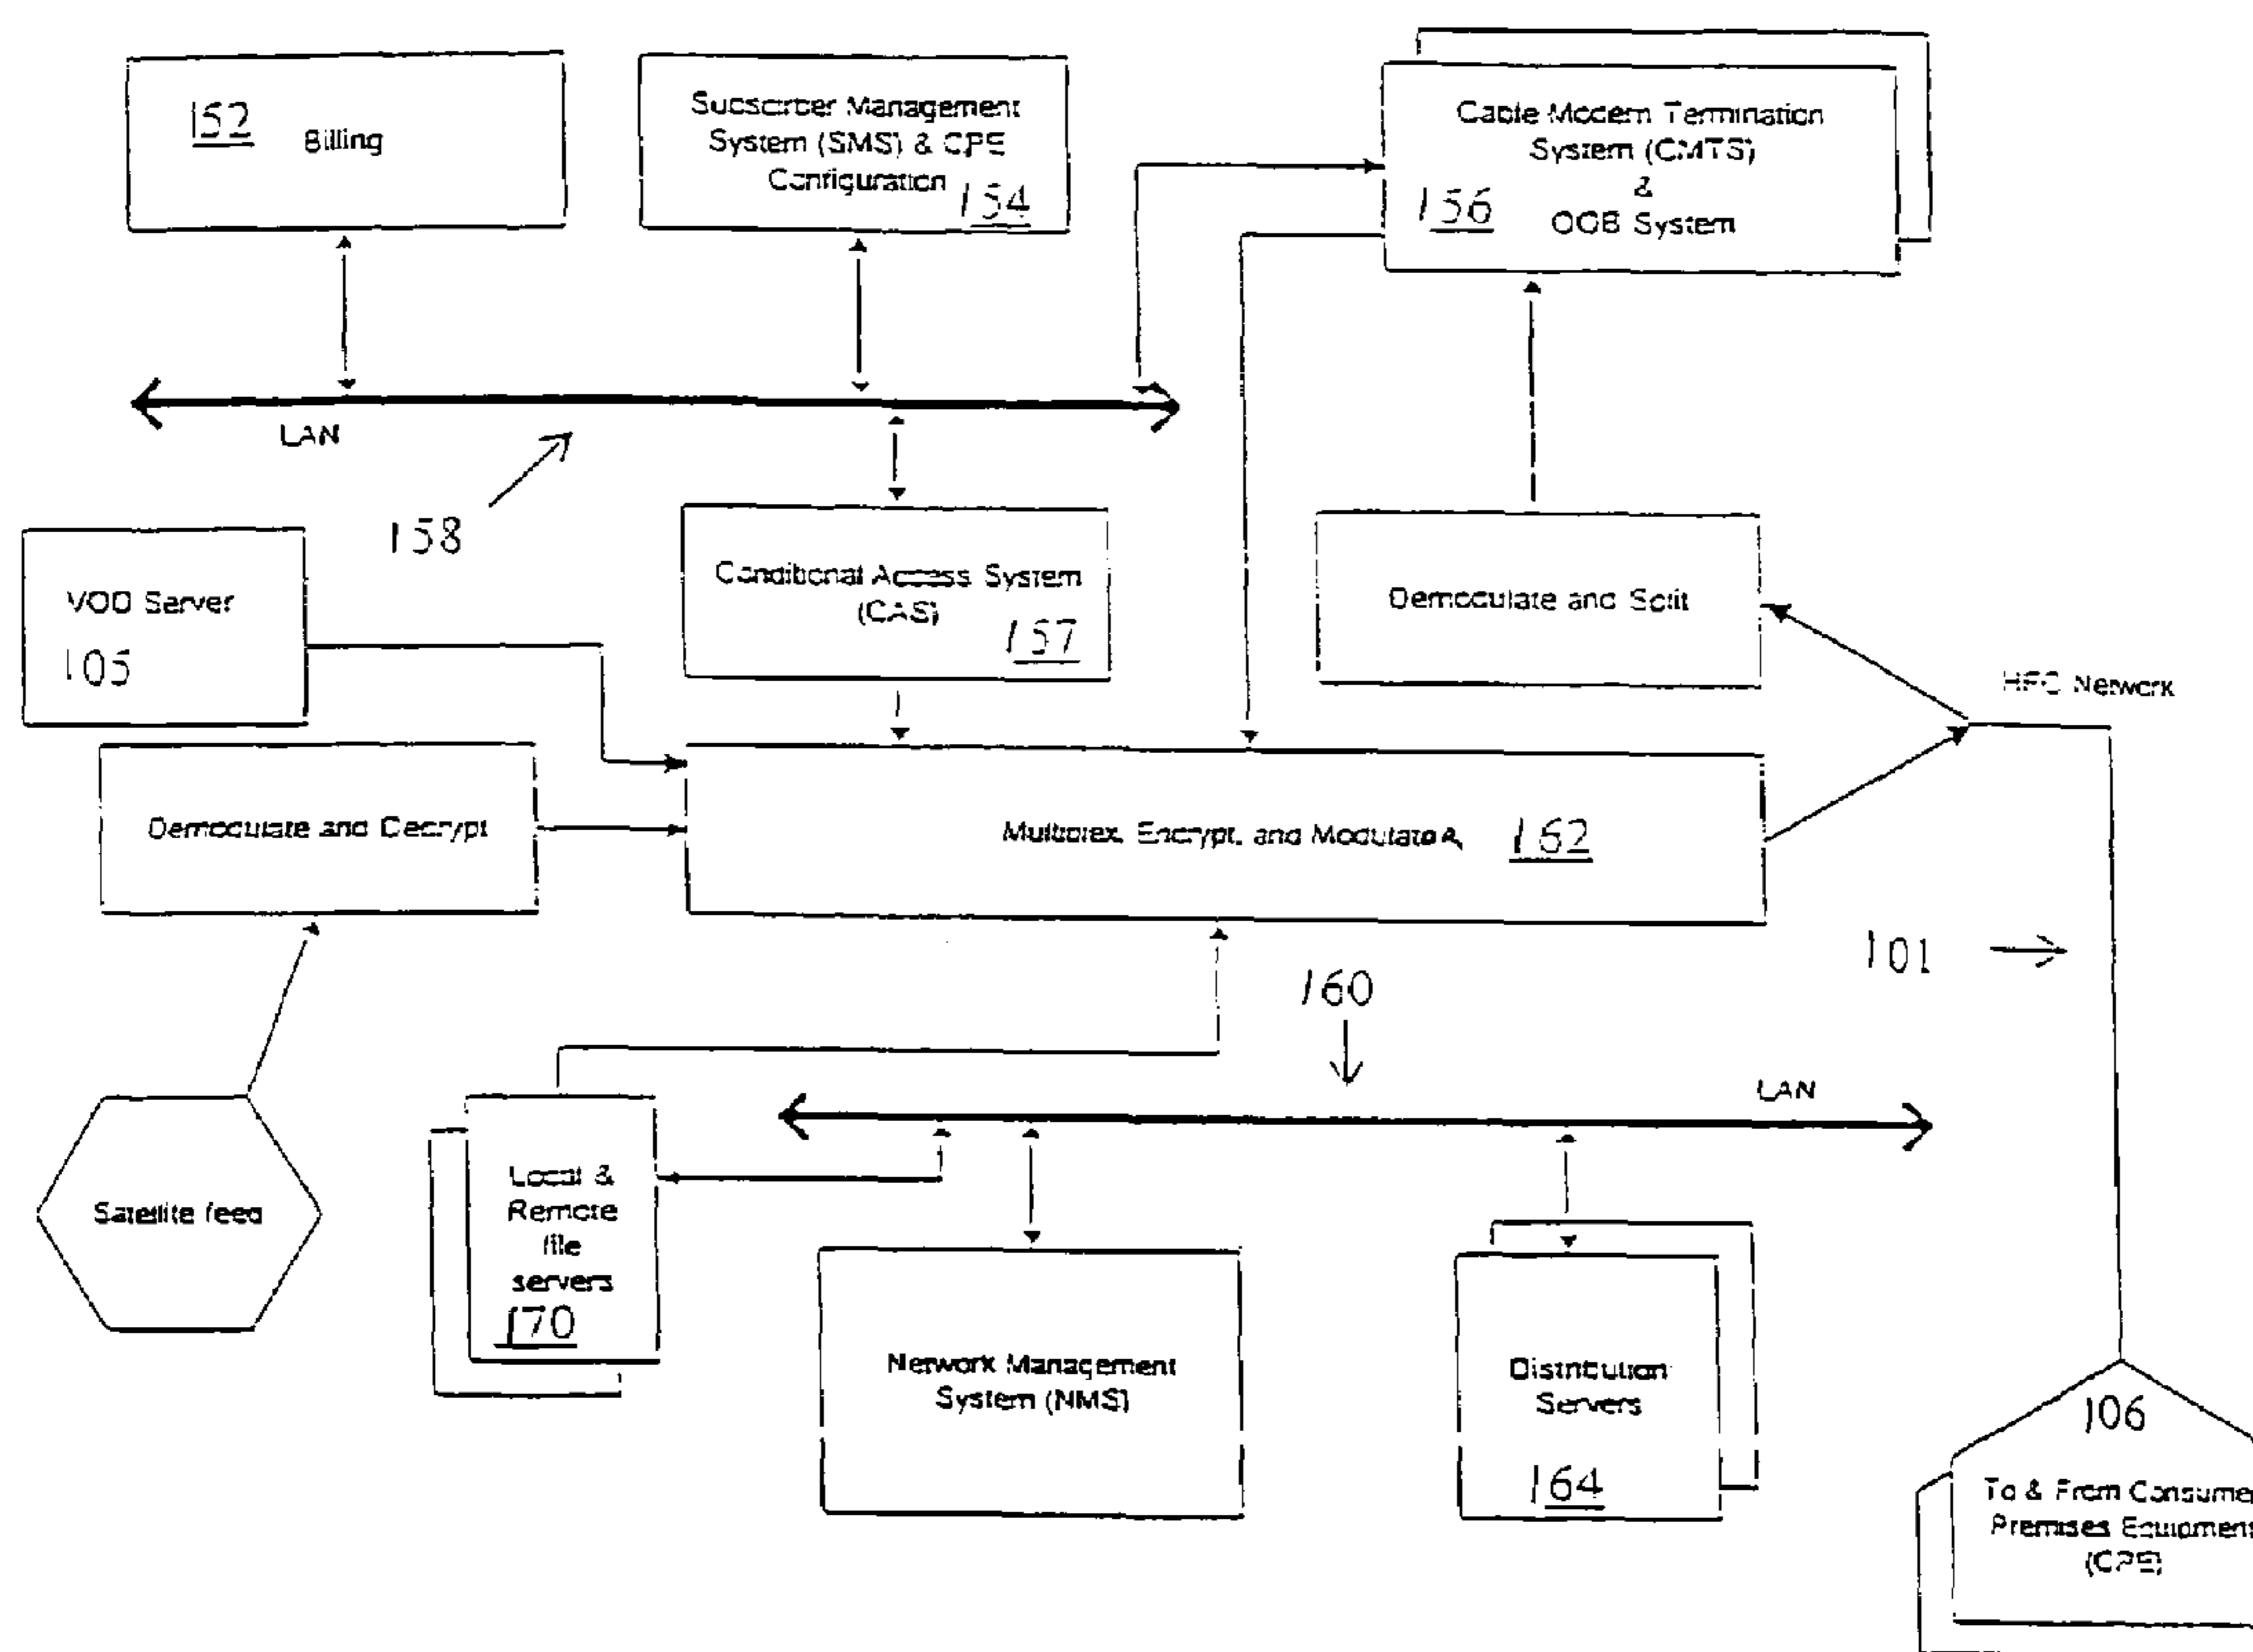 152
Billing
Subscriber Management
System (SMS) & CPE
Configuration
154
Cable Modem Termination
System (CMTS)
&
OOB System
156
LAN
158
VOD Server
105
Conditional Access System
(CAS)
157
Demodulate and Split
HFC Network
Demodulate and Decrypt
Multiplex, Encrypt, and Modulator
162
101
160
LAN
Satellite feed
Local &
Remote
file
servers
170
Network Management
System (NMS)
Distribution
Servers
164
106
To & From Consumer
Premises Equipment
(CPE)